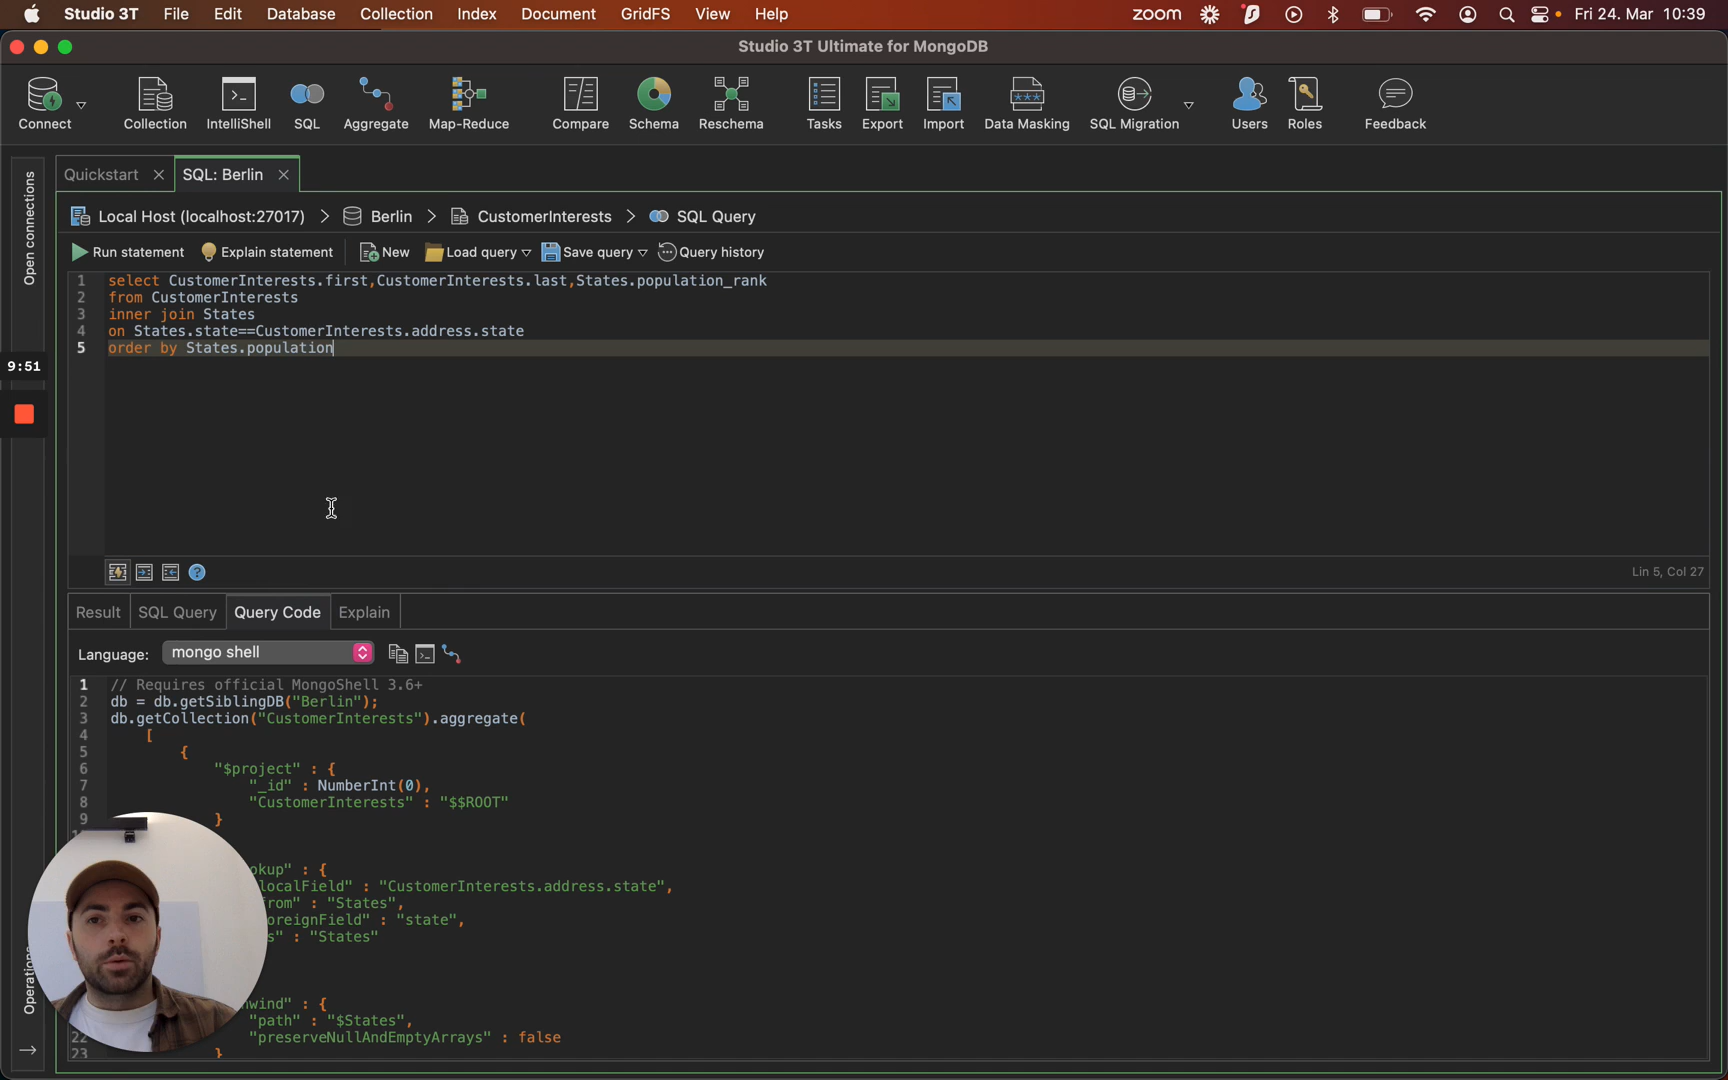 Studio 3T File Edit Database Collection Index Document GridFS View Help zoom Fri 24. Mar 10:39
Studio 3T Ultimate for MongoDB
Connect Collection IntelliShell SQL Aggregate Map-Reduce Compare Schema Reschema Tasks Export Import Data Masking SQL Migration Users Roles Feedback
Open connections
Quickstart SQL: Berlin
Local Host (localhost:27017) > Berlin > CustomerInterests > SQL Query
Run statement Explain statement New Load query Save query Query history
1 select CustomerInterests.first,CustomerInterests.last,States.population_rank
2 from CustomerInterests
3 inner join States
4 on States.state==CustomerInterests.address.state
5 order by States.population
9:51
Lin 5, Col 27
Result SQL Query Query Code Explain
Language: mongo shell
1 // Requires official MongoShell 3.6+
2 db = db.getSiblingDB("Berlin");
3 db.getCollection("CustomerInterests").aggregate(
4 [
5 {
6 "$project" : {
7 "_id" : NumberInt(0),
8 "CustomerInterests" : "$$ROOT"
9 }
okup" : {
localField" : "CustomerInterests.address.state",
rom" : "States",
oreignField" : "state",
s" : "States"
nwind" : {
"path" : "$States",
22 "preserveNullAndEmptyArrays" : false
23 }
Operations